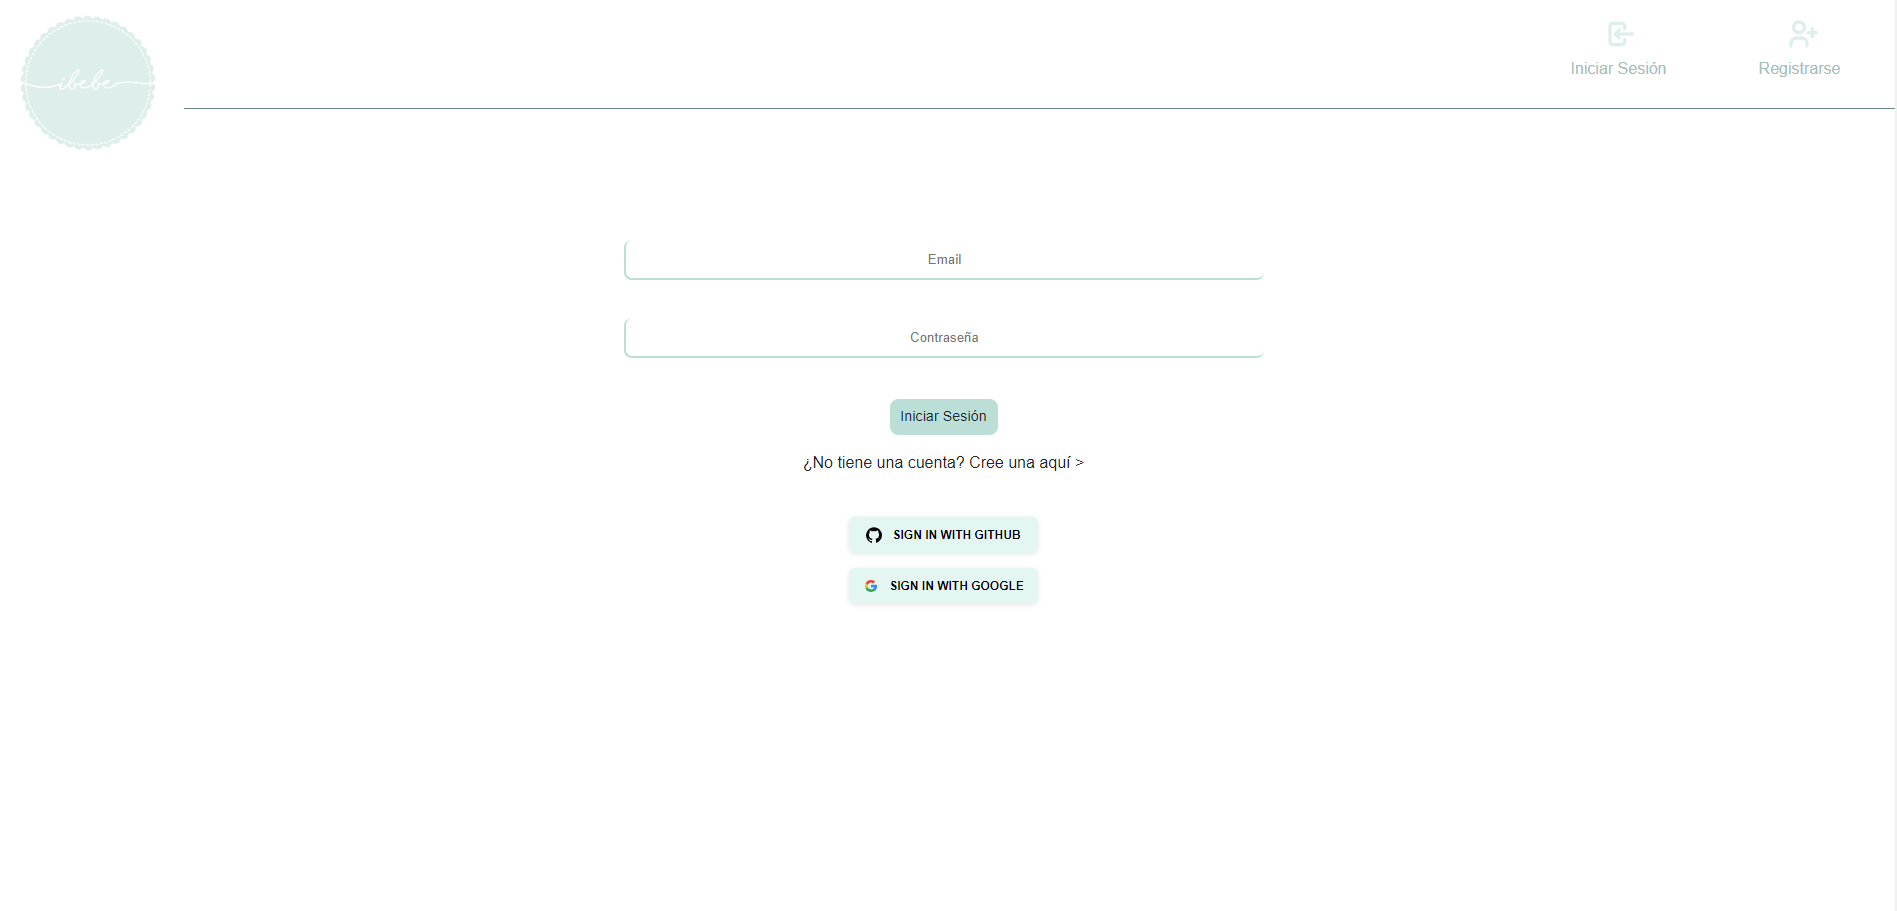 ibebe
Iniciar Sesión
Registrarse
Email
Contraseña
Iniciar Sesión
¿No tiene una cuenta? Cree una aquí >
SIGN IN WITH GITHUB
SIGN IN WITH GOOGLE